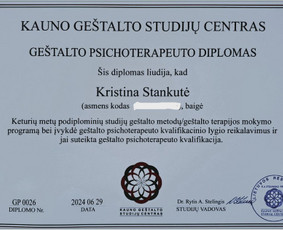 KAUNO GEŠTALTO STUDIJŲ CENTRAS
GEŠTALTO PSICHOTERAPEUTO DIPLOMAS
Šis diplomas liudija, kad
Kristina Stankutė
(asmens kodas , baigė
Keturių metų podiplominių studijų geštalto metodų/geštalto terapijos mokymo
programą bei įvykdė geštalto psichoterapeuto kvalifikacinio lygio reikalavimus ir
jai suteikta geštalto psichoterapeuto kvalifikacija.
GP 0026
DIPLOMO Nr.
2024 06 29
DATA
KAUNO GEŠTALTO
STUDIJŲ CENTRAS
Dr. Rytis A. Stelingis
STUDIJŲ VADOVAS